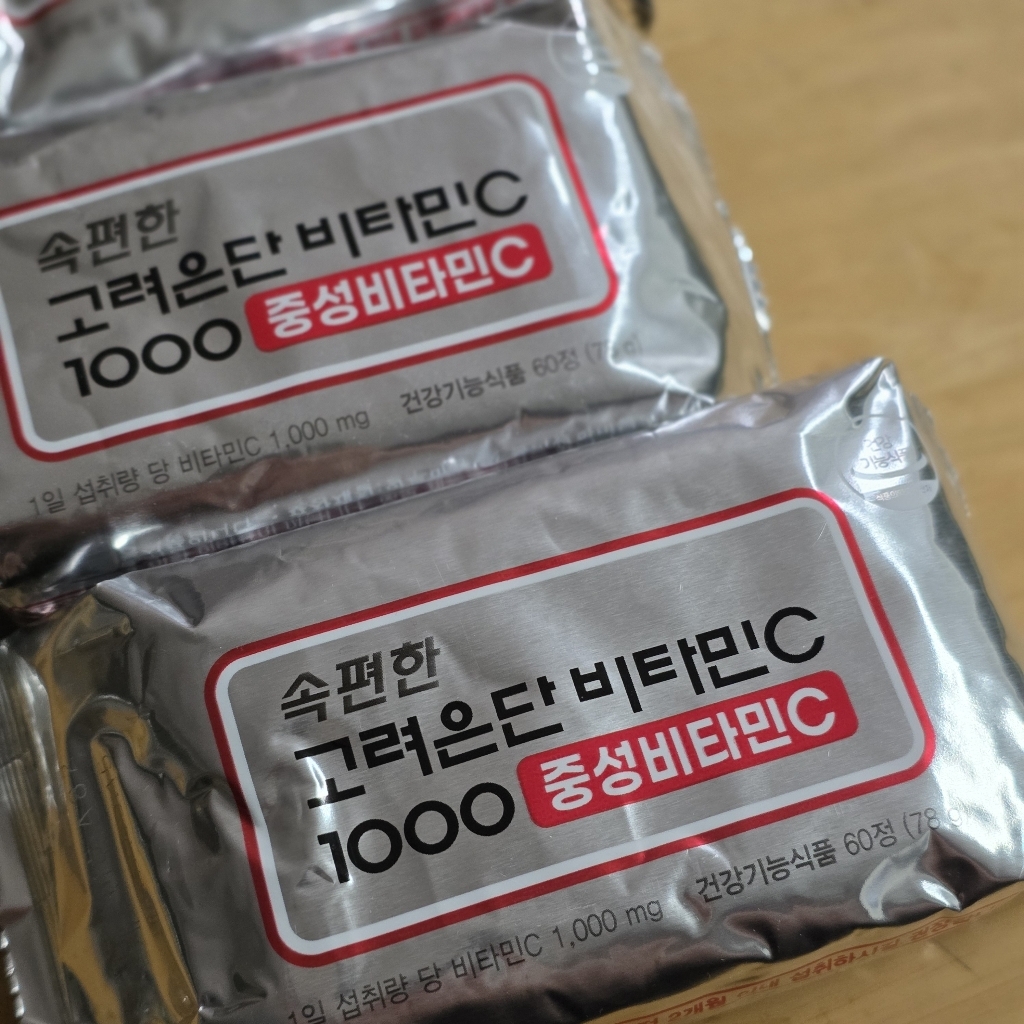 속편한
고려은단 비타민C
1000 중성비타민C
1일 섭취량 당 비타민C 1,000 mg 건강기능식품 60정
속편한
고려은단 비타민C
1000 중성비타민C
1일 섭취량 당 비타민C 1,000 mg 건강기능식품 60정 (78 g)